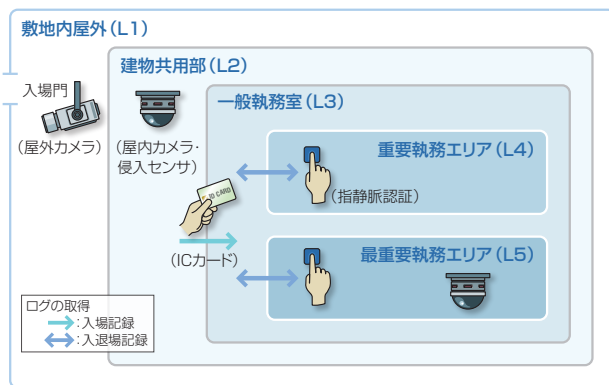 敷地内屋外(L1)
建物共用部(L2)
入場門
一般執務室(L3)
(屋外カメラ)
(屋内カメラ・
侵入センサ)
重要執務エリア(L4)
ID CARD
(指静脈認証)
(ICカード)
最重要執務エリア(L5)
ログの取得
:入場記録
:入退場記録